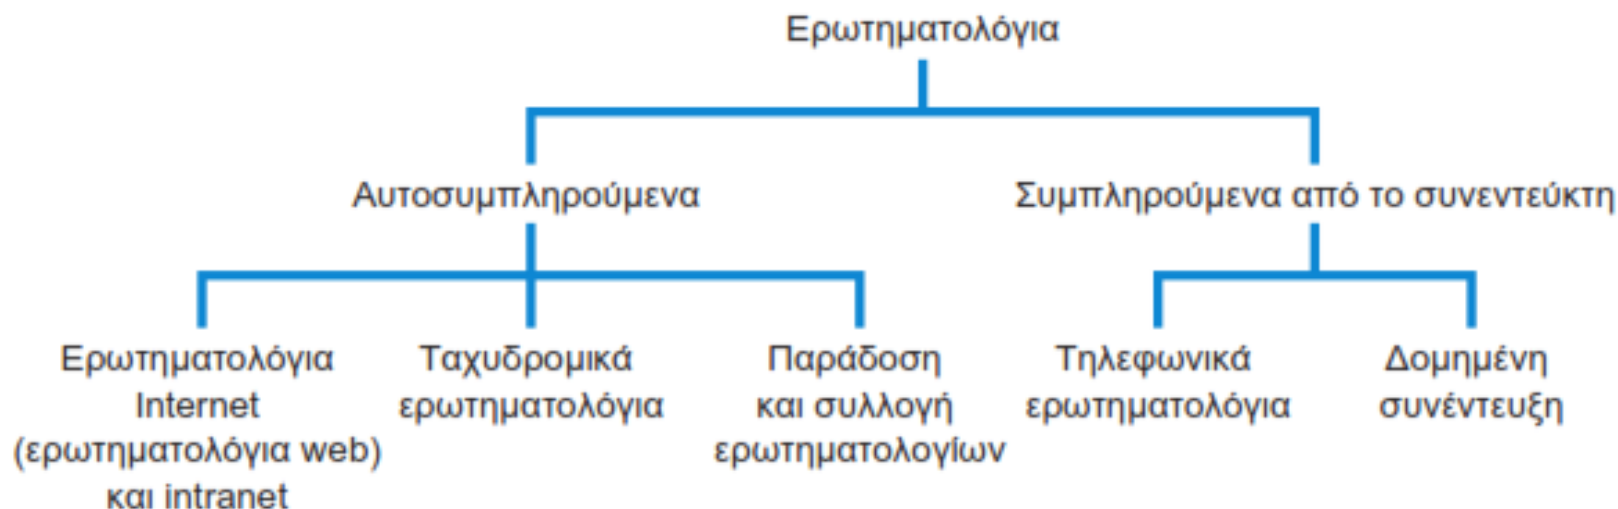 Ερωτηματολόγια
Αυτοσυμπληρούμενα
Συμπληρούμενα από το συνεντεύκτη
Ερωτηματολόγια
Internet
(ερωτηματολόγια web)
και intranet
Ταχυδρομικά
ερωτηματολόγια
Παράδοση
και συλλογή
ερωτηματολογίων
Τηλεφωνικά
ερωτηματολόγια
Δομημένη
συνέντευξη